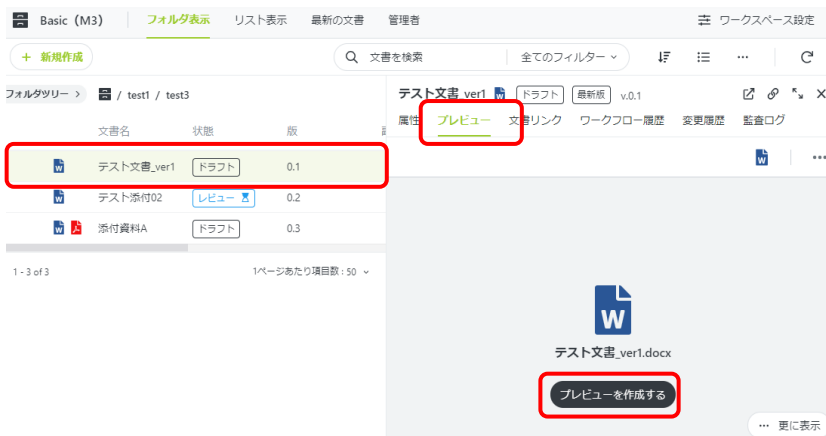 Basic（M3） フォルダ表示 リスト表示 最新の文書 管理者 ワークスペース設定
+ 新規作成 文書を検索 全てのフィルター ...
フォルダツリー > / test1 / test3
テスト文書_ver1 ドラフト 最新版 v.0.1
属性 プレビュー 文書リンク ワークフロー履歴 変更履歴 監査ログ
文書名 状態 版
テスト文書_ver1 ドラフト 0.1
テスト添付02 レビュー 0.2
添付資料A ドラフト 0.3
1 - 3 of 3 1ページあたり項目数 : 50
W
テスト文書_ver1.docx
プレビューを作成する
... 更に表示